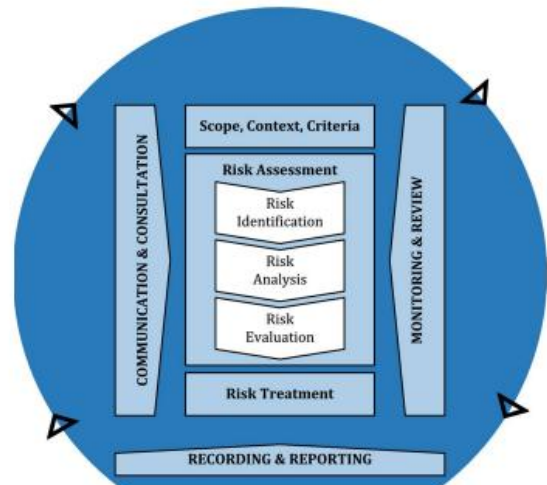 Scope, Context, Criteria
COMMUNICATION & CONSULTATION
Risk Assessment
Risk
Identification
Risk
Analysis
Risk
Evaluation
MONITORING & REVIEW
Risk Treatment
RECORDING & REPORTING